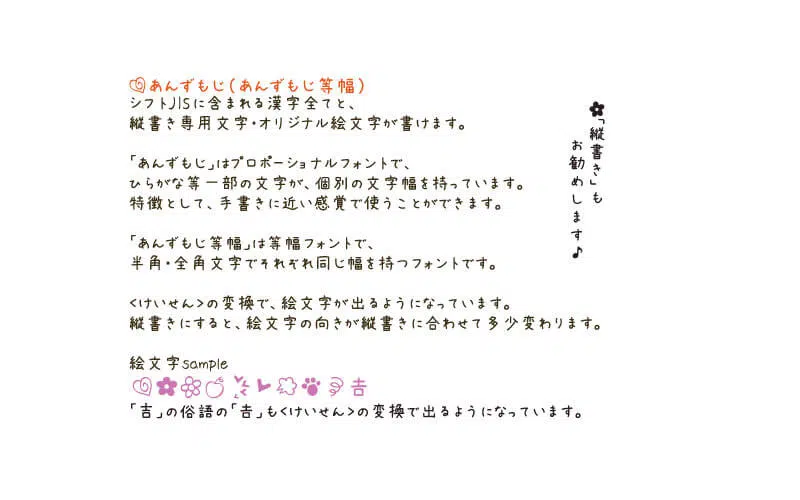 あんずもじ(あんずもじ等幅)
シフトJISに含まれる漢字全てと、
縦書き専用文字・オリジナル絵文字が書けます。
「あんずもじ」はプロポーショナルフォントで、
ひらがな等一部の文字が、個別の文字幅を持っています。
特徴として、手書きに近い感覚で使うことができます。
「あんずもじ等幅」は等幅フォントで、
半角・全角文字でそれぞれ同じ幅を持つフォントです。
<けいせん>の変換で、絵文字が出るようになっています。
縦書きにすると、絵文字の向きが縦書きに合わせて多少変わります。
絵文字sample
𠮷
「吉」の俗語の「𠮷」も<けいせん>の変換で出るようになっています。
「縦書き」も
お勧めします♪